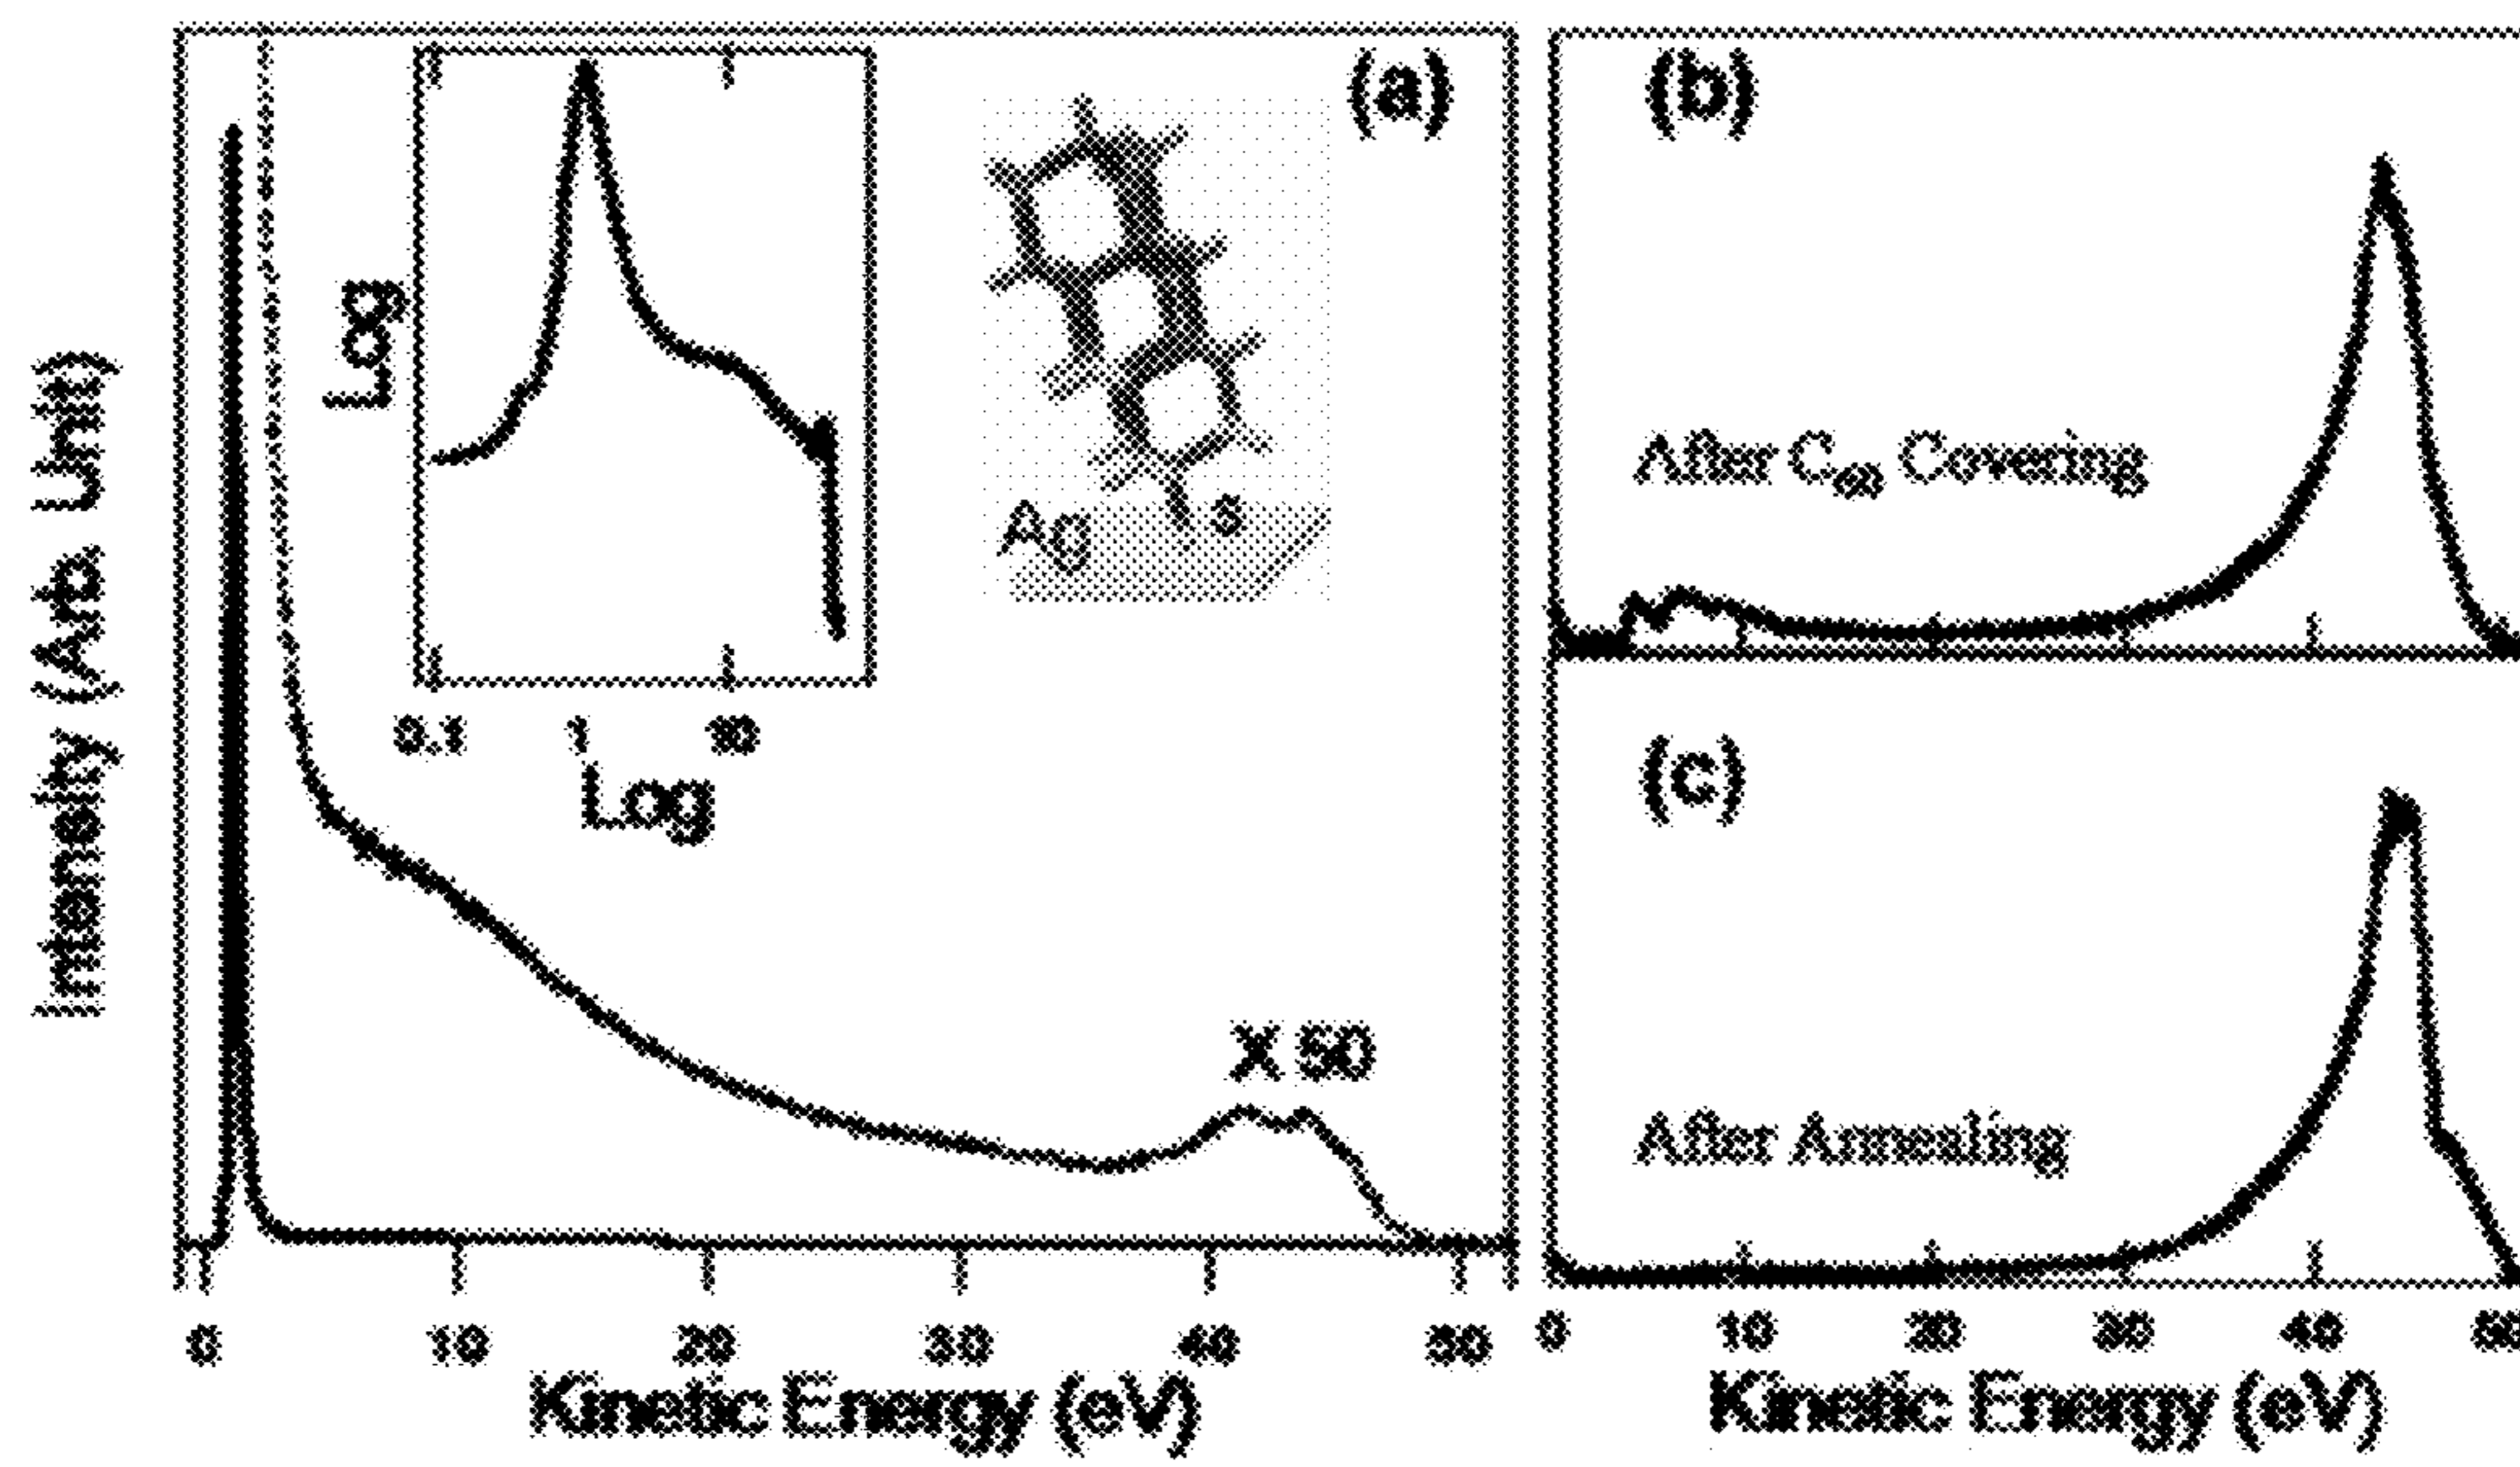 Intensity (Arb. Unit)
(a)
Log
0.1 1 10
Log
Ag S
X 50
0 10 20 30 40 50
Kinetic Energy (eV)
(b)
After C60 Covering
(c)
After Annealing
0 10 20 30 40
Kinetic Energy (eV)